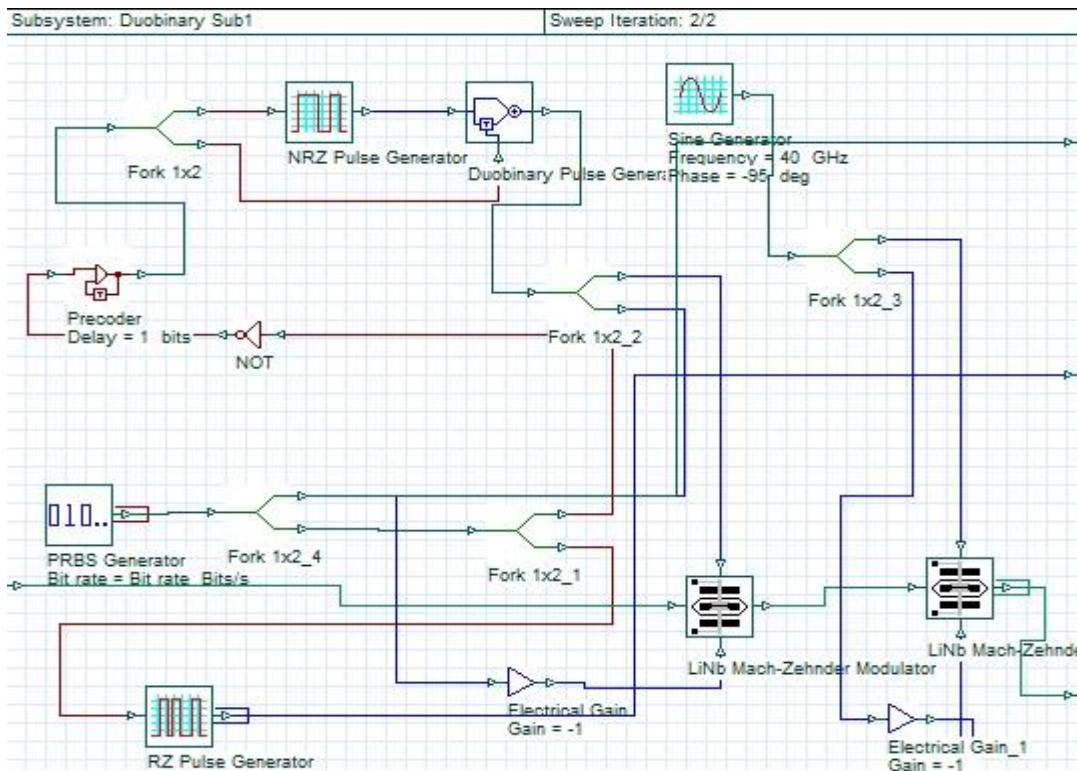 Subsystem: Duobinary Sub1
Sweep Iteration: 2/2
Fork 1x2
NRZ Pulse Generator
Duobinary Pulse Genera
Sine Generator
Frequency = 40 GHz
Phase = -95 deg
Fork 1x2_3
Precoder
Delay = 1 bits
NOT
Fork 1x2_2
010..
PRBS Generator
Bit rate = Bit rate Bits/s
Fork 1x2_4
Fork 1x2_1
LiNb Mach-Zehnder Modulator
LiNb Mach-Zehnde
Electrical Gain
Gain = -1
RZ Pulse Generator
Electrical Gain_1
Gain = -1
T
T